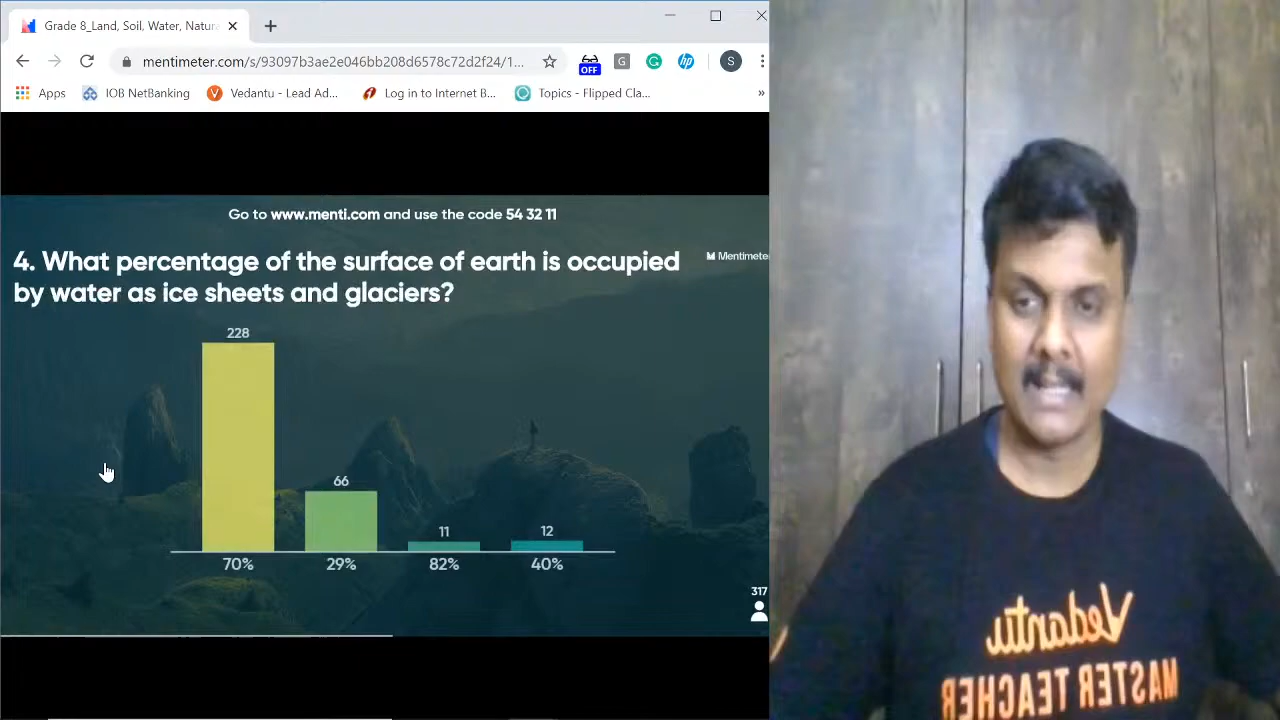 Grade 8_Land, Soil, Water, Natur
mentimeter.com/s/93097b3ae2e046bb208d6578c72d2f24/1...
OFF
G
hp
S
Apps
IOB NetBanking
Vedantu - Lead Ad...
Log in to Internet B...
Topics - Flipped Cla...
»
Go to www.menti.com and use the code 54 32 11
4. What percentage of the surface of earth is occupied
by water as ice sheets and glaciers?
Mentimete
228
66
11
12
70%
29%
82%
40%
317
Vedantu
MASTER TEACHER